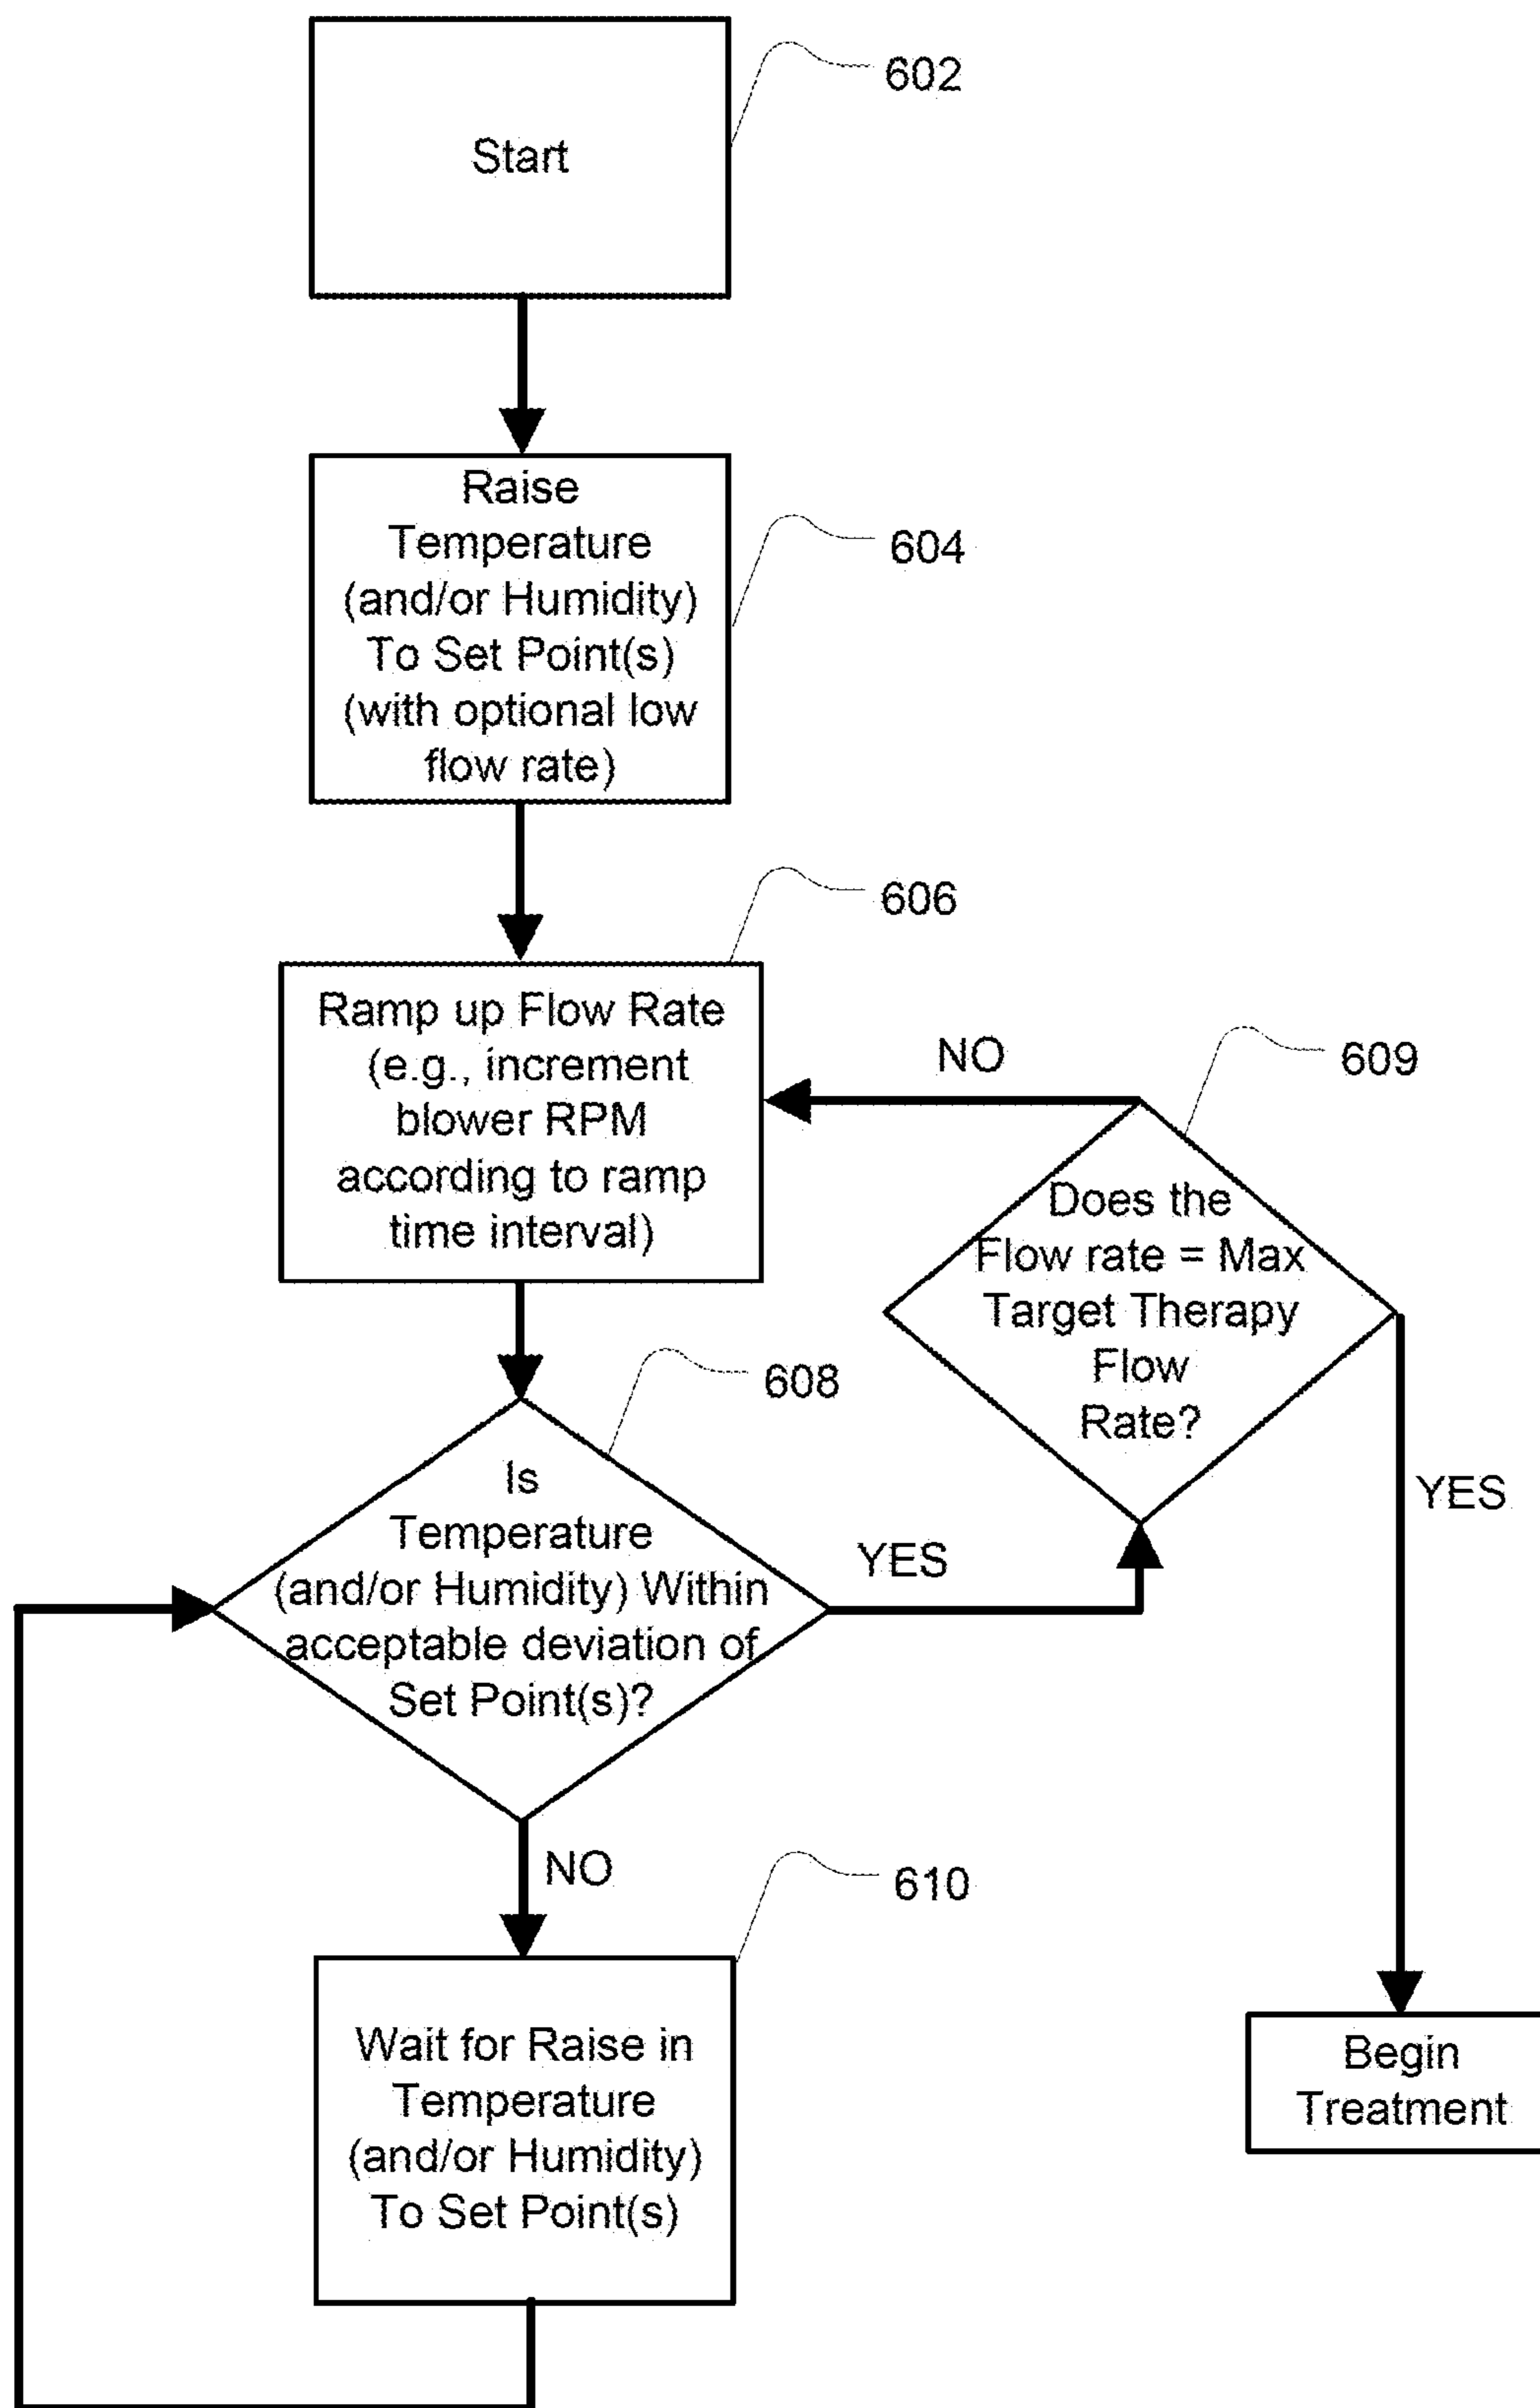 602
Start
Raise
Temperature
(and/or Humidity)
To Set Point(s)
(with optional low
flow rate)
604
606
Ramp up Flow Rate
(e.g., increment
blower RPM
according to ramp
time interval)
NO
609
Does the
Flow rate = Max
Target Therapy
Flow
Rate?
608
Is
Temperature
(and/or Humidity) Within
acceptable deviation of
Set Point(s)?
YES
YES
NO
610
Wait for Raise in
Temperature
(and/or Humidity)
To Set Point(s)
Begin
Treatment